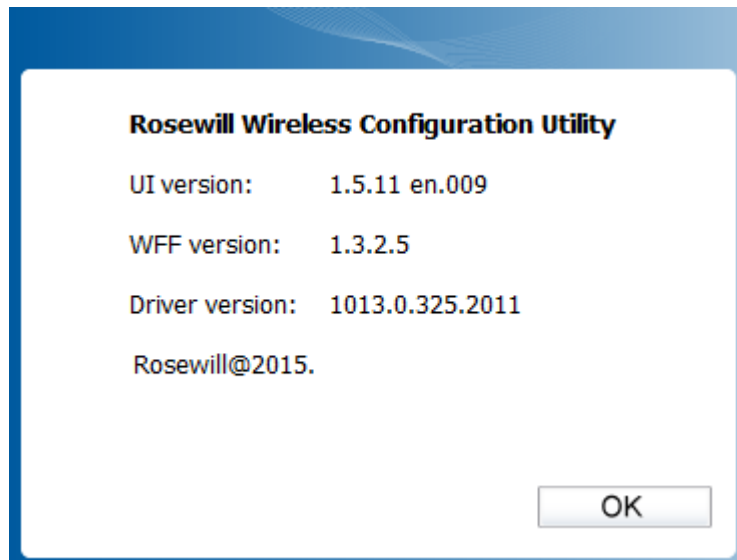 Rosewill Wireless Configuration Utility
UI version: 1.5.11 en.009
WFF version: 1.3.2.5
Driver version: 1013.0.325.2011
Rosewill@2015.
OK